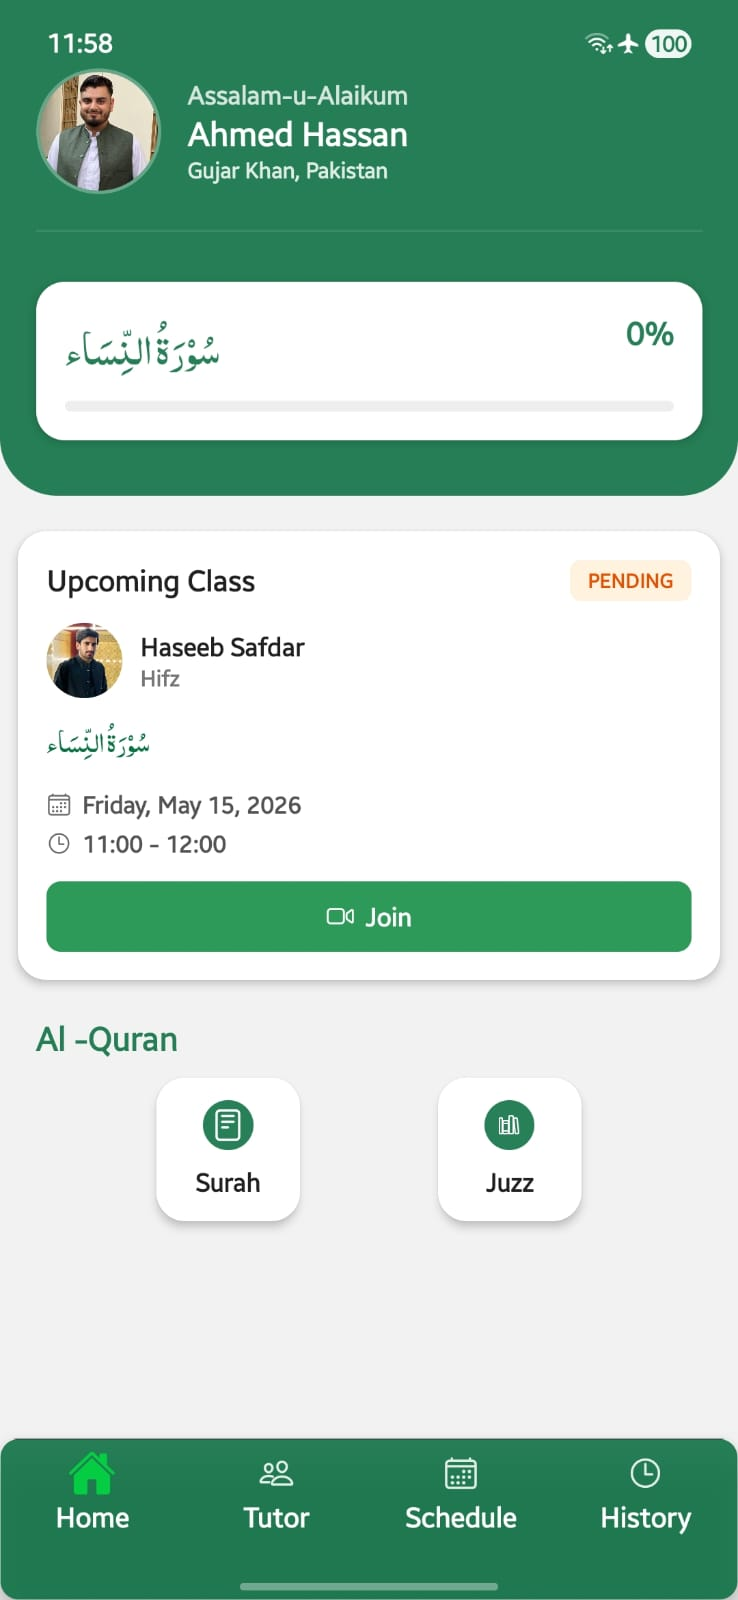 11:58
100
Assalam-u-Alaikum
Ahmed Hassan
Gujar Khan, Pakistan
سُوْرَةُ النِّسَاء
0%
Upcoming Class
PENDING
Haseeb Safdar
Hifz
سُوْرَةُ النِّسَاء
Friday, May 15, 2026
11:00 - 12:00
Join
Al -Quran
Surah
Juzz
Home
Tutor
Schedule
History